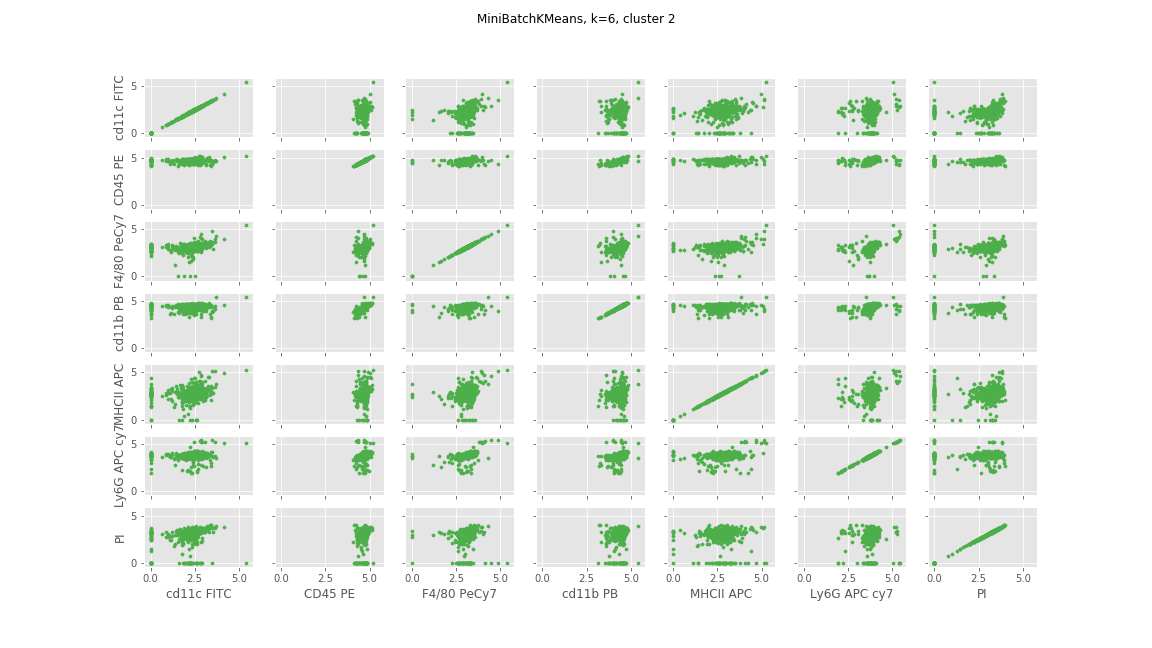 MiniBatchKMeans, k=6, cluster 2
cd11c FITC
5
0
CD45 PE
5
0
F4/80 PeCy7
5
0
cd11b PB
5
0
MHCII APC
5
0
Ly6G APC cy7
5
0
PI
5
0
0.0 2.5 5.0 0.0 2.5 5.0 0.0 2.5 5.0 0.0 2.5 5.0 0.0 2.5 5.0 0.0 2.5 5.0 0.0 2.5 5.0
cd11c FITC CD45 PE F4/80 PeCy7 cd11b PB MHCII APC Ly6G APC cy7 PI